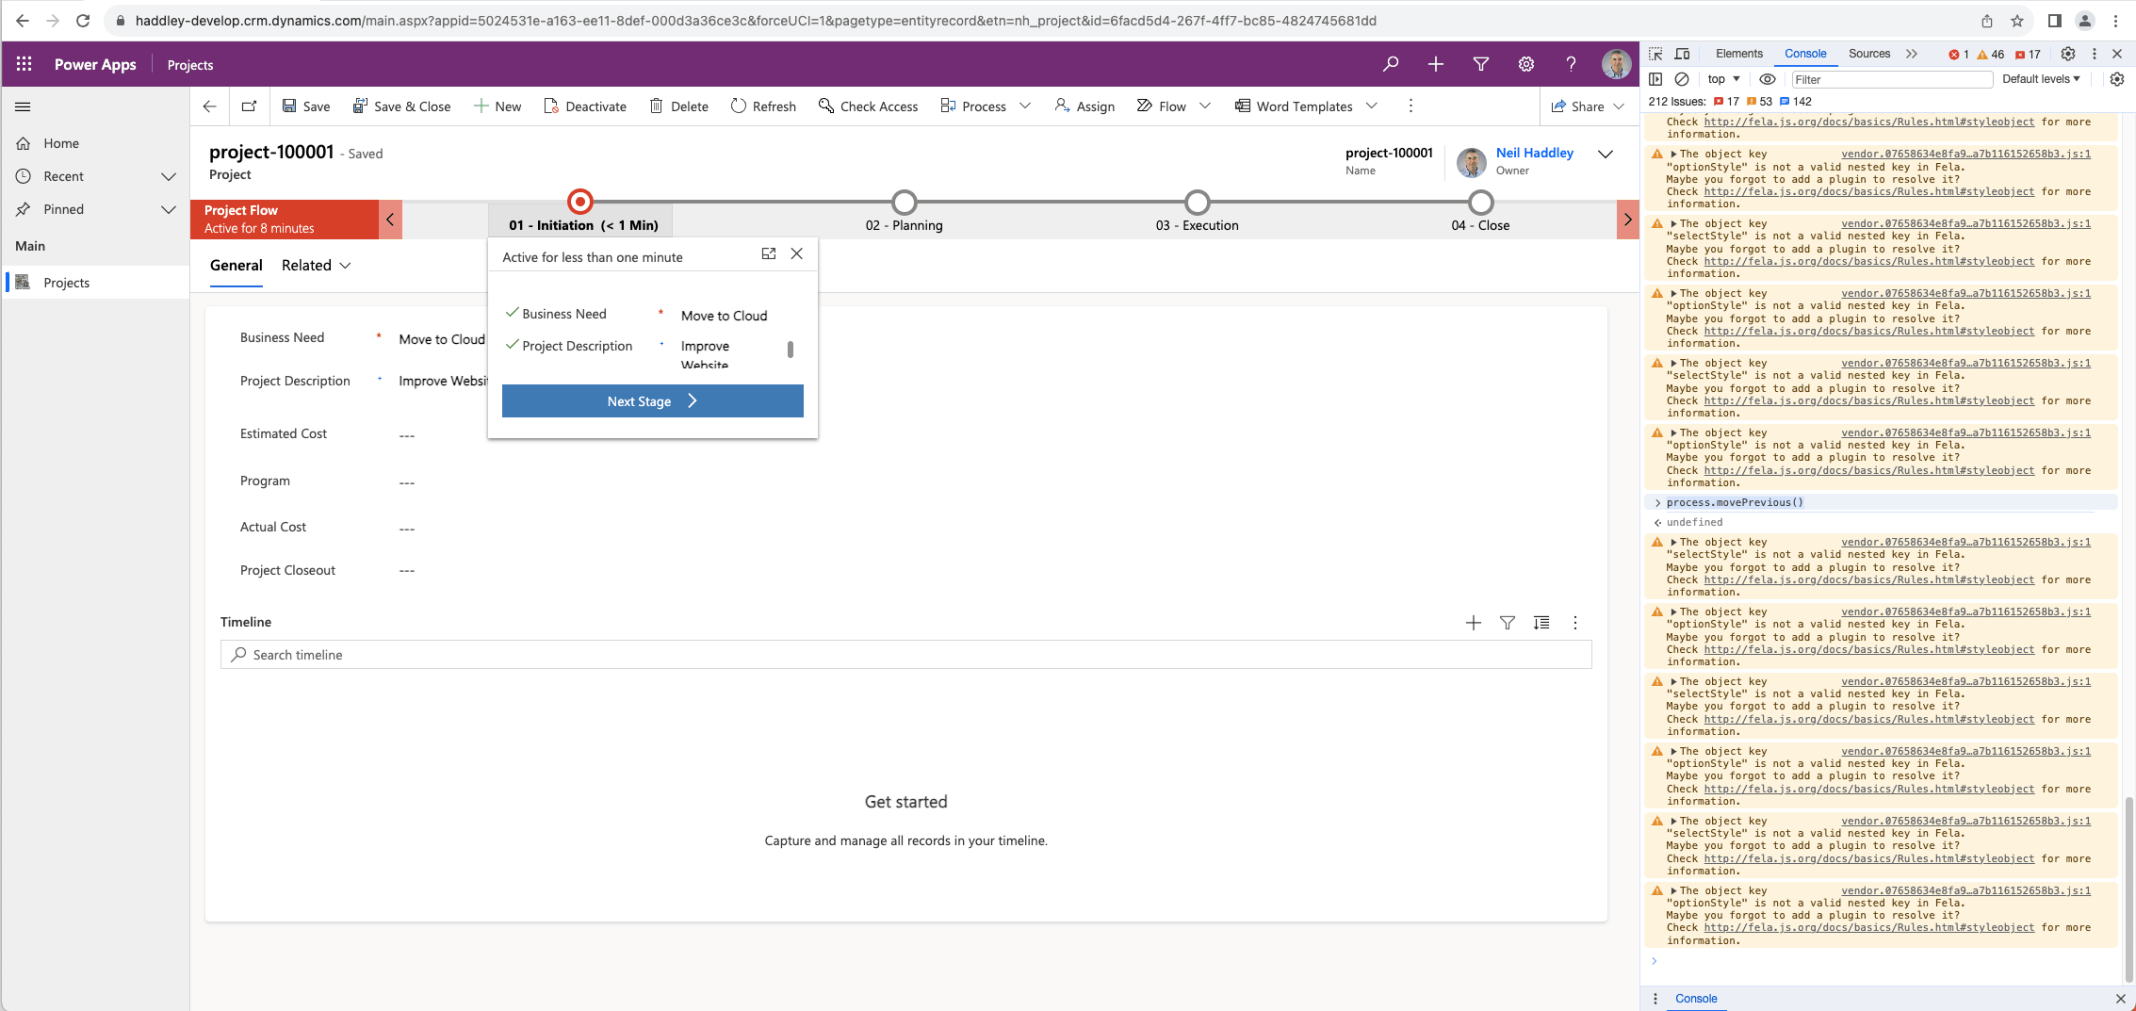 haddley-develop.crm.dynamics.com/main.aspx?appid=5024531e-a163-ee11-8def-000d3a36ce3c&forceUCI=1&pagetype=entityrecord&etn=nh_project&id=6facd5d4-267f-4ff7-bc85-4824745681dd
Power Apps
Projects
Home
Recent
Pinned
Main
Projects
Save
Save & Close
New
Deactivate
Delete
Refresh
Check Access
Process
Assign
Flow
Word Templates
Share
project-100001 - Saved
Project
project-100001
Name
Neil Haddley
Owner
Project Flow
Active for 8 minutes
01 - Initiation (< 1 Min)
02 - Planning
03 - Execution
04 - Close
General
Related
Active for less than one minute
Business Need * Move to Cloud
Project Description + Improve
Website
Next Stage
Business Need * Move to Cloud
Project Description + Improve Websi
Estimated Cost ---
Program ---
Actual Cost ---
Project Closeout ---
Timeline
Search timeline
Get started
Capture and manage all records in your timeline.
Elements
Console
Sources
1 46 17
top
Filter
Default levels
212 Issues: 17 53 142
Check http://fela.js.org/docs/basics/Rules.html#styleobject for more
information.
The object key vendor.07658634e8fa9…a7b116152658b3.js:1
"optionStyle" is not a valid nested key in Fela.
Maybe you forgot to add a plugin to resolve it?
Check http://fela.js.org/docs/basics/Rules.html#styleobject for more
information.
The object key vendor.07658634e8fa9…a7b116152658b3.js:1
"selectStyle" is not a valid nested key in Fela.
Maybe you forgot to add a plugin to resolve it?
Check http://fela.js.org/docs/basics/Rules.html#styleobject for more
information.
The object key vendor.07658634e8fa9…a7b116152658b3.js:1
"optionStyle" is not a valid nested key in Fela.
Maybe you forgot to add a plugin to resolve it?
Check http://fela.js.org/docs/basics/Rules.html#styleobject for more
information.
The object key vendor.07658634e8fa9…a7b116152658b3.js:1
"selectStyle" is not a valid nested key in Fela.
Maybe you forgot to add a plugin to resolve it?
Check http://fela.js.org/docs/basics/Rules.html#styleobject for more
information.
The object key vendor.07658634e8fa9…a7b116152658b3.js:1
"optionStyle" is not a valid nested key in Fela.
Maybe you forgot to add a plugin to resolve it?
Check http://fela.js.org/docs/basics/Rules.html#styleobject for more
information.
process.movePrevious()
undefined
The object key vendor.07658634e8fa9…a7b116152658b3.js:1
"selectStyle" is not a valid nested key in Fela.
Maybe you forgot to add a plugin to resolve it?
Check http://fela.js.org/docs/basics/Rules.html#styleobject for more
information.
The object key vendor.07658634e8fa9…a7b116152658b3.js:1
"optionStyle" is not a valid nested key in Fela.
Maybe you forgot to add a plugin to resolve it?
Check http://fela.js.org/docs/basics/Rules.html#styleobject for more
information.
The object key vendor.07658634e8fa9…a7b116152658b3.js:1
"selectStyle" is not a valid nested key in Fela.
Maybe you forgot to add a plugin to resolve it?
Check http://fela.js.org/docs/basics/Rules.html#styleobject for more
information.
The object key vendor.07658634e8fa9…a7b116152658b3.js:1
"optionStyle" is not a valid nested key in Fela.
Maybe you forgot to add a plugin to resolve it?
Check http://fela.js.org/docs/basics/Rules.html#styleobject for more
information.
The object key vendor.07658634e8fa9…a7b116152658b3.js:1
"selectStyle" is not a valid nested key in Fela.
Maybe you forgot to add a plugin to resolve it?
Check http://fela.js.org/docs/basics/Rules.html#styleobject for more
information.
The object key vendor.07658634e8fa9…a7b116152658b3.js:1
"optionStyle" is not a valid nested key in Fela.
Maybe you forgot to add a plugin to resolve it?
Check http://fela.js.org/docs/basics/Rules.html#styleobject for more
information.
Console